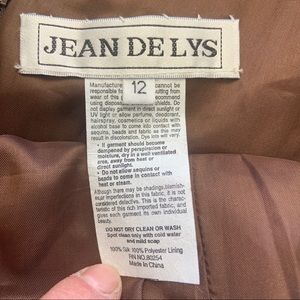 JEAN DE LYS
12
Manufacture cannot be
responsible fo utting from
wear of this g ecommend
using dispos shields. Do
not display garment in direct sunlight or
UV light or allow perfume, deodorant,
hairspray, cosmetics or liquids with
alcohol base to come into contact with
sequins, beads and fabric as this may
result in discoloration. Dye lots will vary.
• If garment should become
dampened by perspiration or
moisture, dry in a well ventilated
area, away from heat or
direct sunlight.
• Do not allow sequins or
beads to come in contact with
heat or steam.
Although there may be shadings, blemish-
imperfections in this fabric, it is not
considered defective. This is the charac-
teristic of this rich imported fabric, and
gives each garment its own individual
beauty.
DO NOT DRY CLEAN OR WASH
Spot clean only with cold water
and mild soap
100% Silk 100% Polyester Lining
RN NO.80254
Made In China